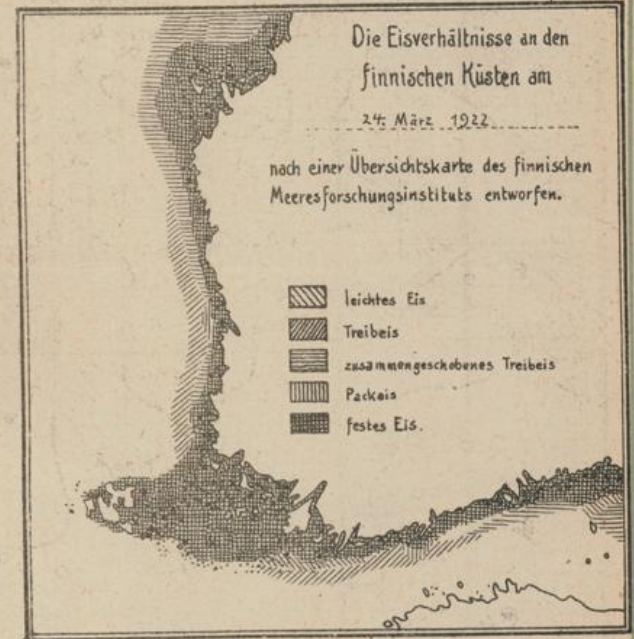 Die Eisverhältnisse an den
finnischen Küsten am
24. März 1922
nach einer Übersichtskarte des finnischen
Meeresforschungsinstituts entworfen.
leichtes Eis
Treibeis
zusammengeschobenes Treibeis
Packeis
festes Eis.